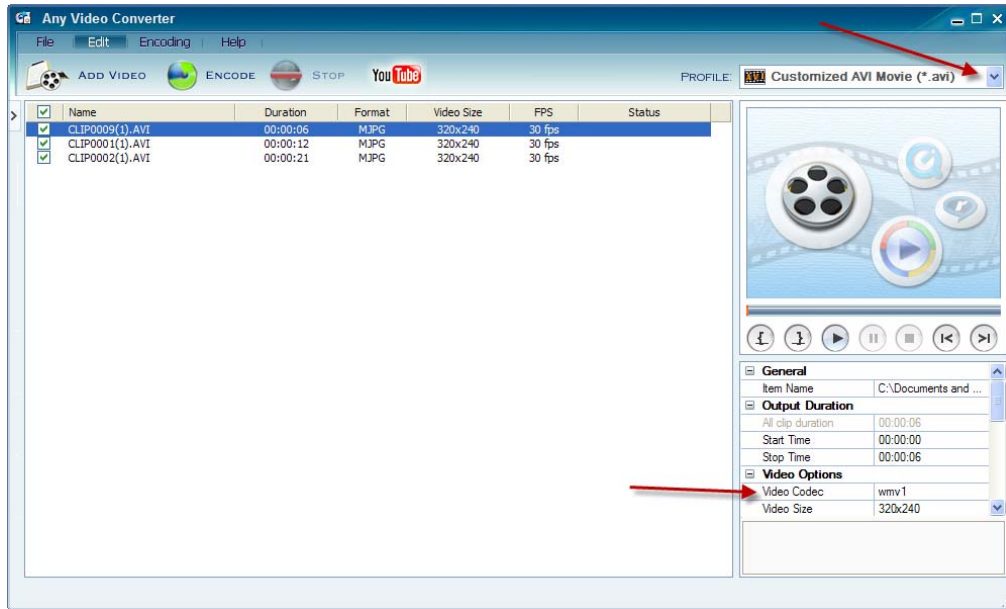 Any Video Converter
File Edit Encoding Help
ADD VIDEO ENCODE STOP You Tube PROFILE: Customized AVI Movie (*.avi)
Name Duration Format Video Size FPS Status
CLIP0009(1).AVI 00:00:06 MJPG 320x240 30 fps
CLIP0001(1).AVI 00:00:12 MJPG 320x240 30 fps
CLIP0002(1).AVI 00:00:21 MJPG 320x240 30 fps
General
Item Name C:\Documents and ...
Output Duration
All clip duration 00:00:06
Start Time 00:00:00
Stop Time 00:00:06
Video Options
Video Codec wmv1
Video Size 320x240